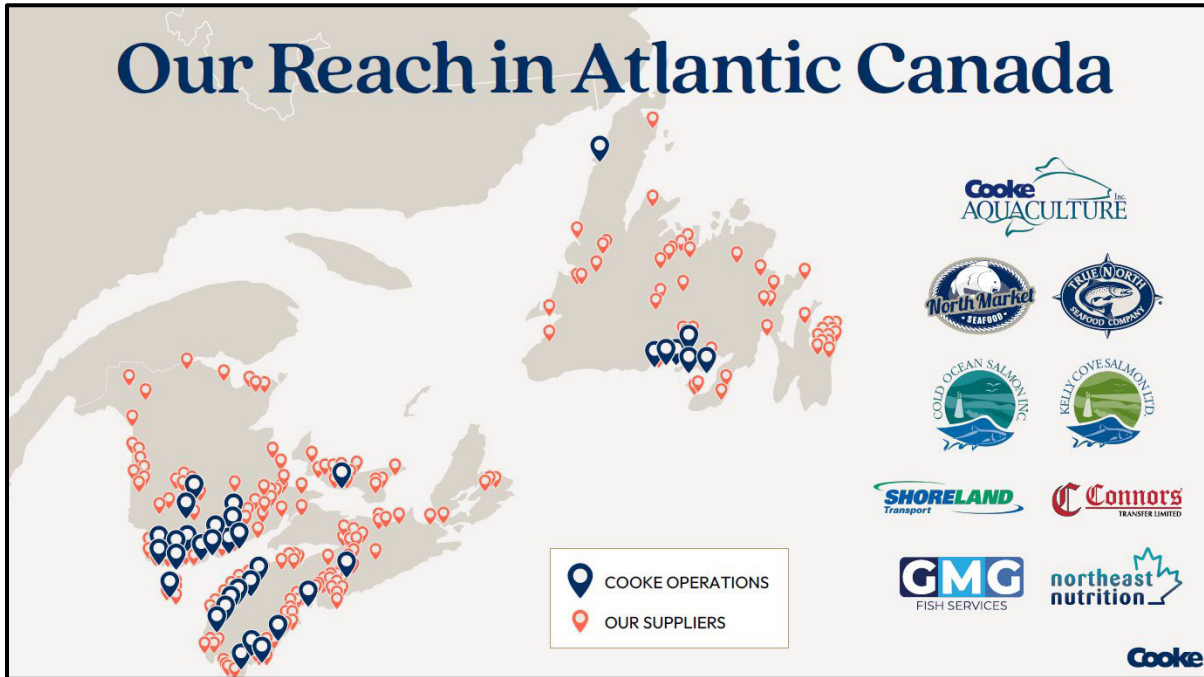 Our Reach in Atlantic Canada
Cooke
AQUACULTURE Inc.
North Market
• SEAFOOD •
TRUE NORTH
SEAFOOD COMPANY
COLD OCEAN SALMON INC.
KELLY COVE SALMON LTD.
SHORELAND
Transport
C Connors
TRANSFER LIMITED
GMG
FISH SERVICES
northeast
nutrition
COOKE OPERATIONS
OUR SUPPLIERS
Cooke